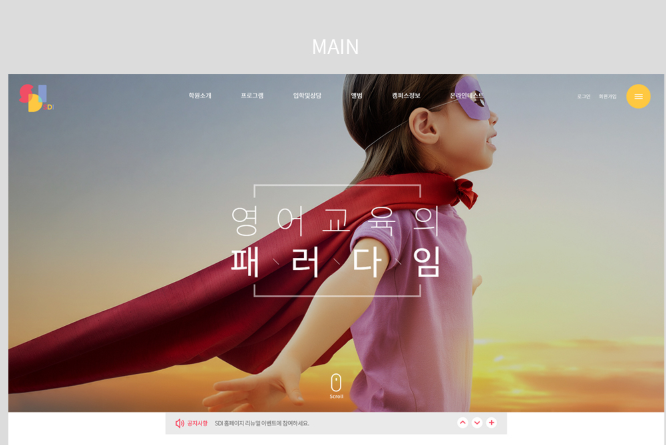 MAIN
SDI
학원소개 프로그램 입학및상담 앨범 캠퍼스정보 온라인테스트
로그인 회원가입
영어교육의
패러다임
Scroll
공지사항 SDI 홈페이지 리뉴얼 이벤트에 참여하세요.